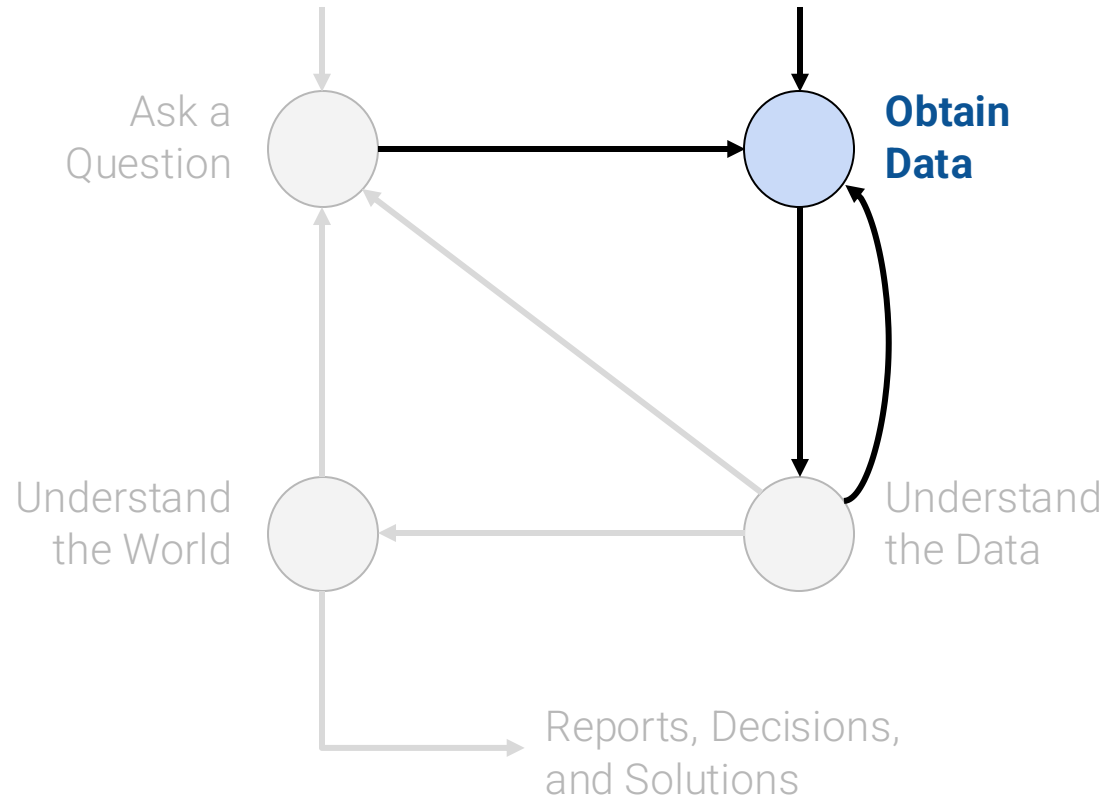 Ask a
Question
Obtain
Data
Understand
the World
Understand
the Data
Reports, Decisions,
and Solutions